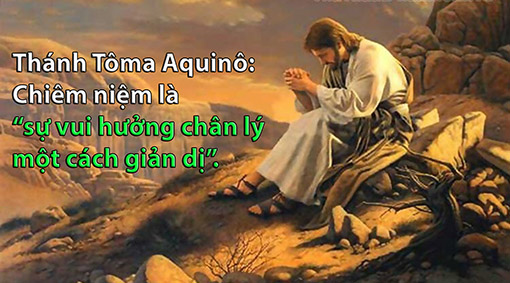 Thánh Tôma Aquinô:
Chiêm niệm là
“sự vui hưởng chân lý
một cách giản dị”.